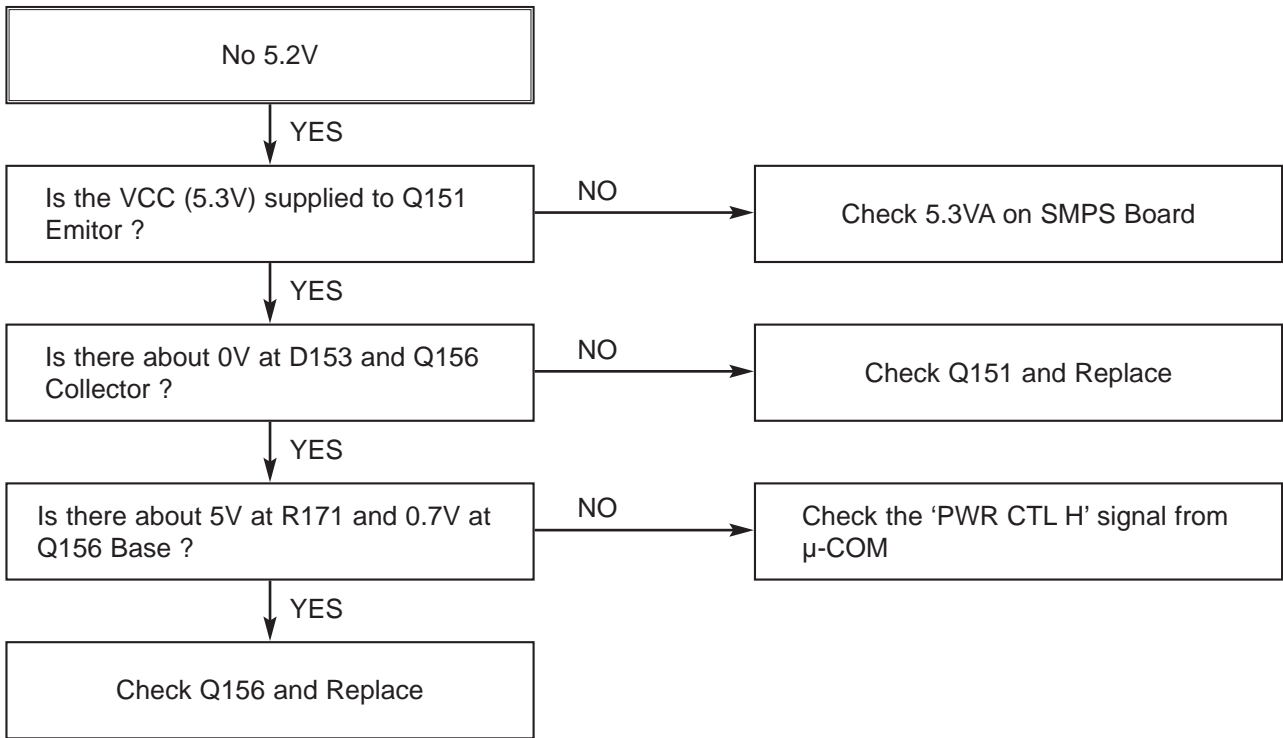 No 5.2V
YES
Is the VCC (5.3V) supplied to Q151
Emitor ?
NO
Check 5.3VA on SMPS Board
YES
Is there about 0V at D153 and Q156
Collector ?
NO
Check Q151 and Replace
YES
Is there about 5V at R171 and 0.7V at
Q156 Base ?
NO
Check the ‘PWR CTL H’ signal from
µ-COM
YES
Check Q156 and Replace